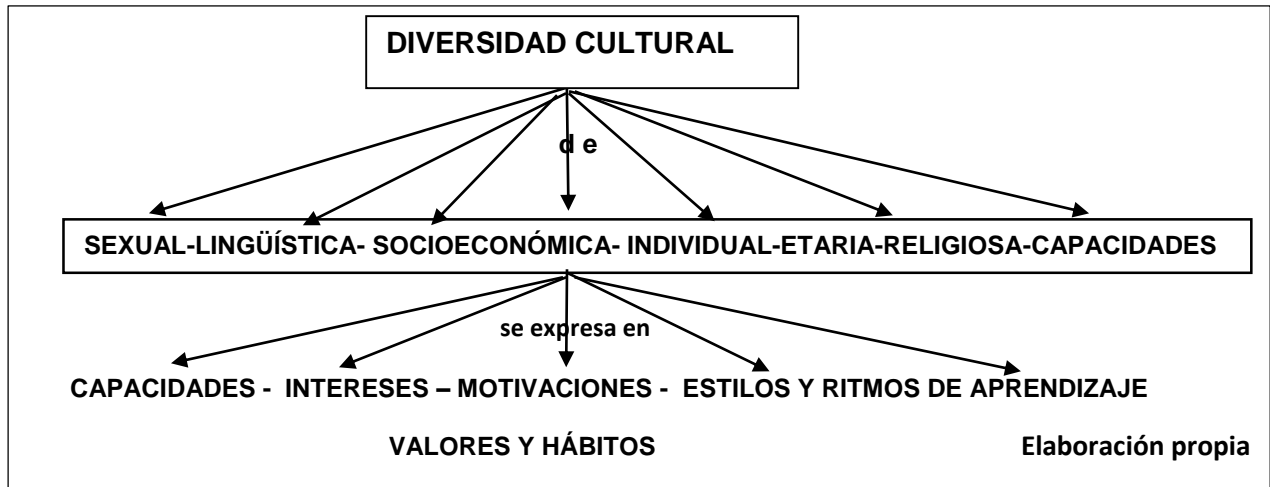 DIVERSIDAD CULTURAL
d e
SEXUAL-LINGÜÍSTICA- SOCIOECONÓMICA- INDIVIDUAL-ETARIA-RELIGIOSA-CAPACIDADES
se expresa en
CAPACIDADES - INTERESES – MOTIVACIONES - ESTILOS Y RITMOS DE APRENDIZAJE
VALORES Y HÁBITOS Elaboración propia